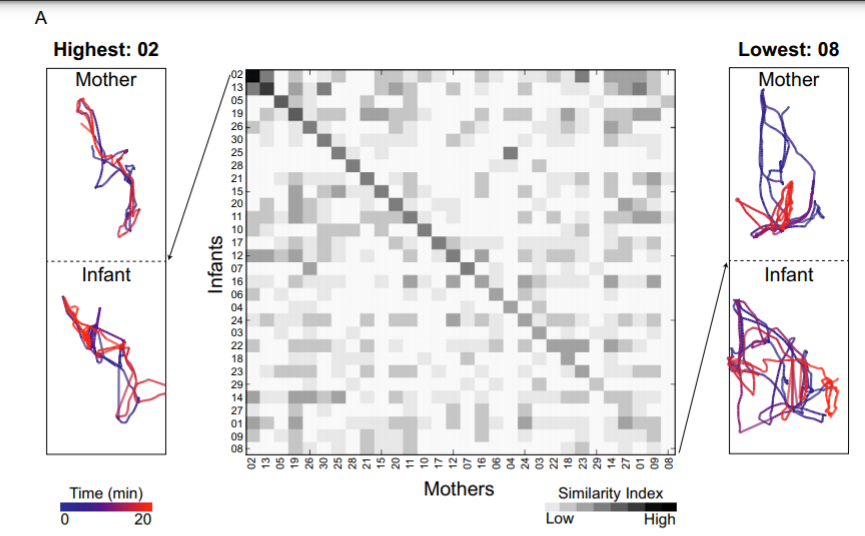 A
Highest: 02
Lowest: 08
Mother
Infant
Infants
02
13
05
19
26
30
25
28
21
15
20
11
10
17
12
07
16
06
04
24
03
22
18
23
29
14
27
01
09
08
02 13 05 19 26 30 25 28 21 15 20 11 10 17 12 07 16 06 04 24 03 22 18 23 29 14 27 01 09 08
Mothers
Mother
Infant
Time (min)
0 20
Similarity Index
Low High